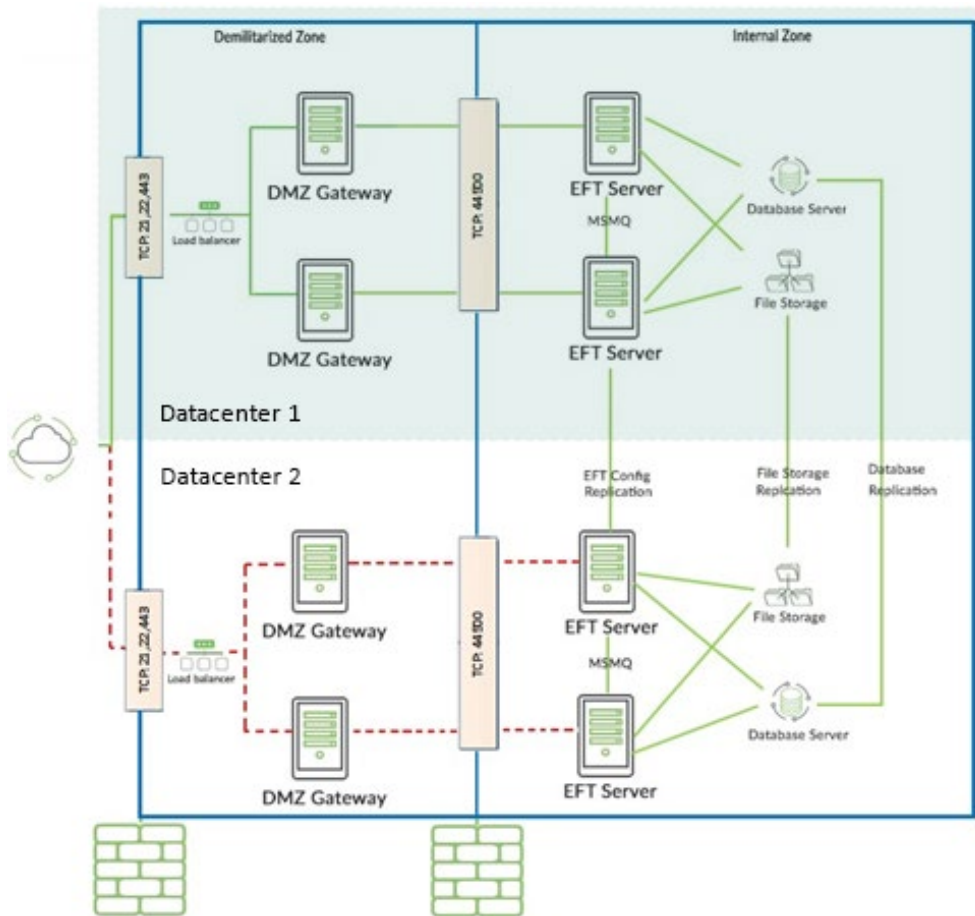 Demilitarized Zone
Internal Zone
DMZ Gateway
EFT Server
TCP: 21,22,443
Load balancer
TCP: 44500
MSMQ
Database Server
DMZ Gateway
EFT Server
File Storage
Datacenter 1
Datacenter 2
EFT Config
Replication
File Storage
Replication
Database
Replication
DMZ Gateway
EFT Server
File Storage
TCP: 21,22,443
Load balancer
TCP: 44500
MSMQ
Database Server
DMZ Gateway
EFT Server